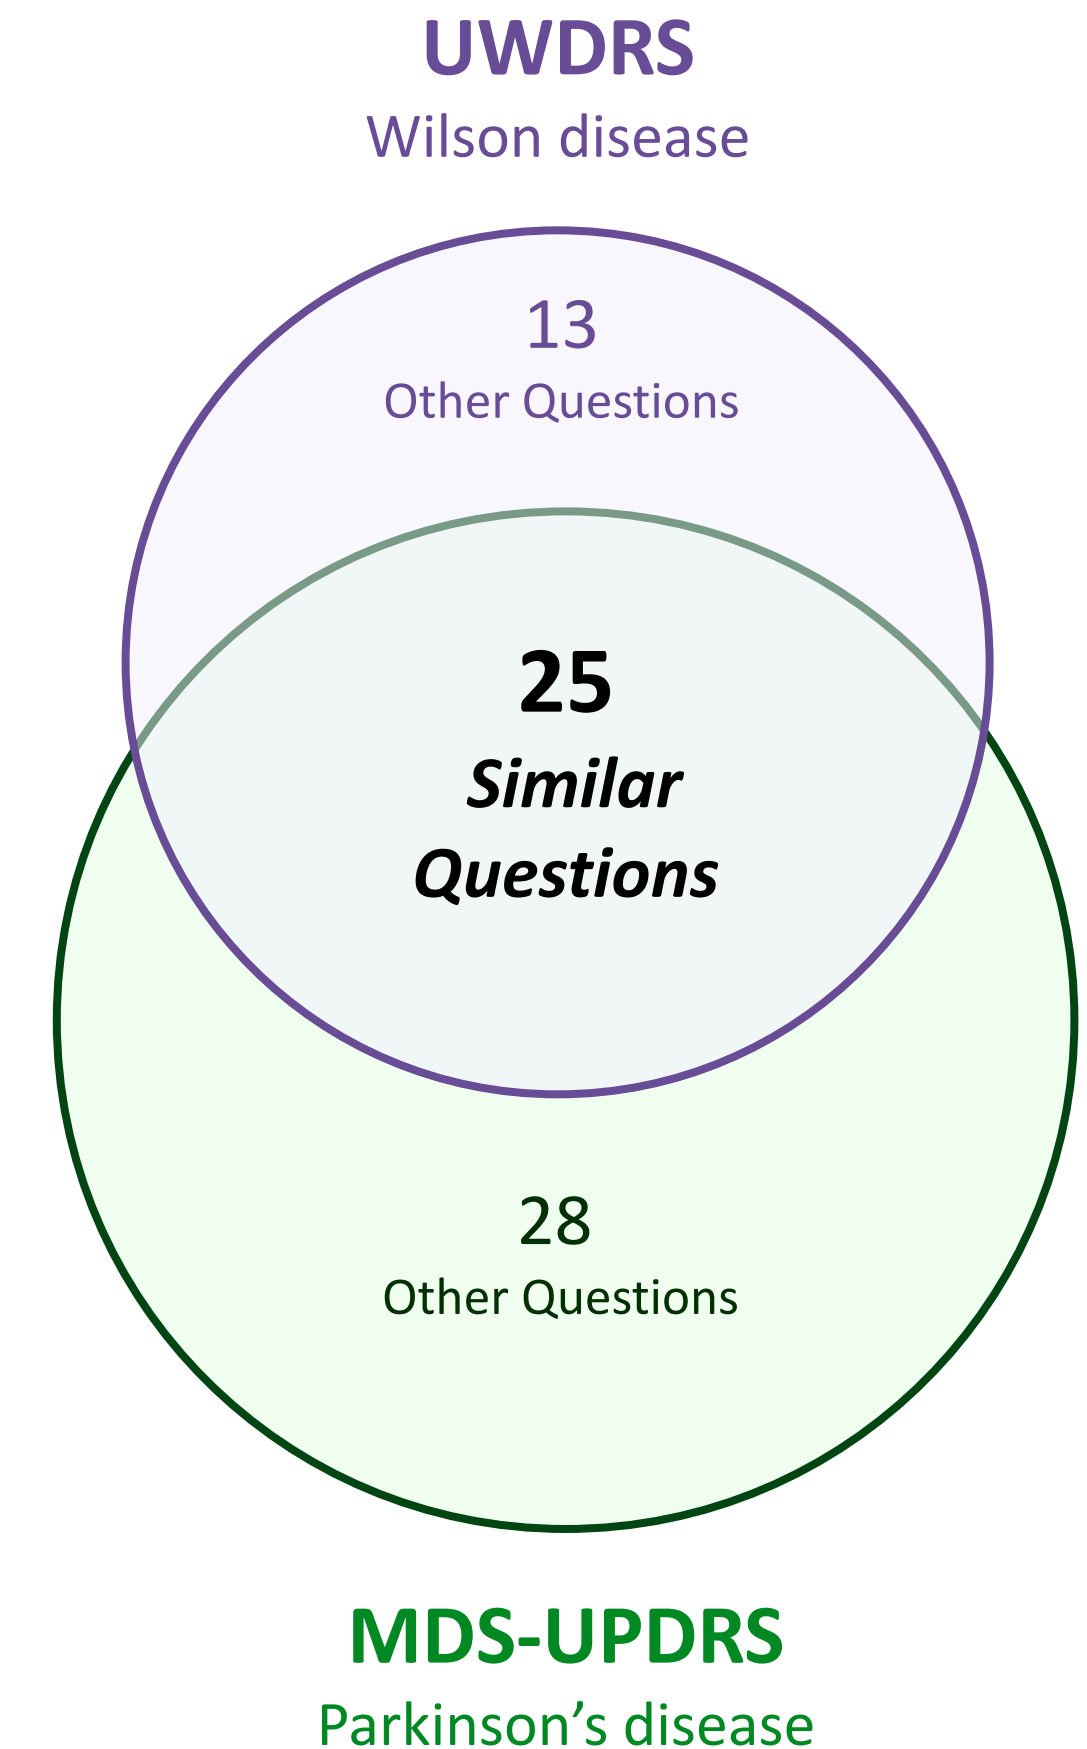 UWDRS
Wilson disease
13
Other Questions
25
Similar
Questions
28
Other Questions
MDS-UPDRS
Parkinson’s disease